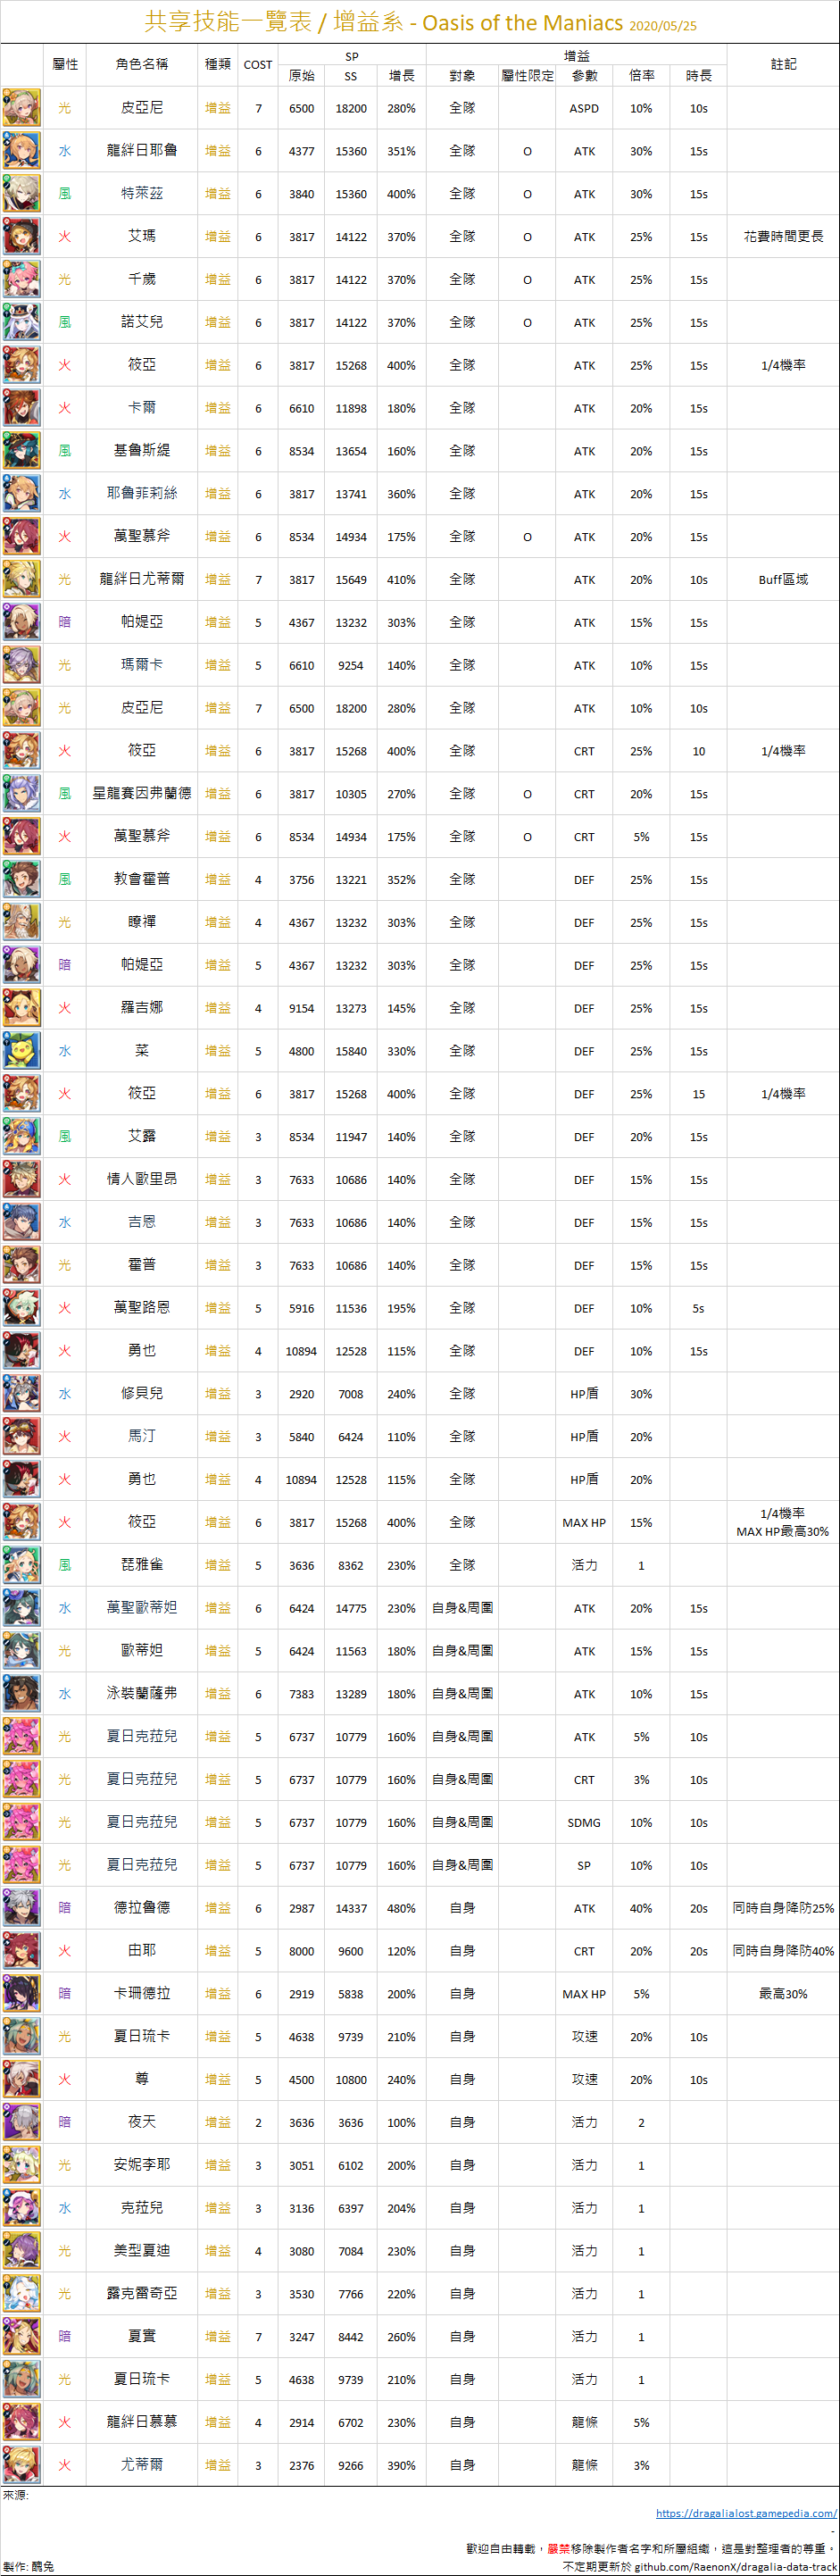 共享技能一覽表 / 增益系 - Oasis of the Maniacs 2020/05/25
屬性 角色名稱 種類 COST SP 增益 註記
原始 SS 增長 對象 屬性限定 參數 倍率 時長
光 皮亞尼 增益 7 6500 18200 280% 全隊 ASPD 10% 10s
水 龍絆日耶魯 增益 6 4377 15360 351% 全隊 O ATK 30% 15s
風 特萊茲 增益 6 3840 15360 400% 全隊 O ATK 30% 15s
火 艾瑪 增益 6 3817 14122 370% 全隊 O ATK 25% 15s 花費時間更長
光 千歲 增益 6 3817 14122 370% 全隊 O ATK 25% 15s
風 諾艾兒 增益 6 3817 14122 370% 全隊 O ATK 25% 15s
火 筱亞 增益 6 3817 15268 400% 全隊 ATK 25% 15s 1/4機率
火 卡爾 增益 6 6610 11898 180% 全隊 ATK 20% 15s
風 基魯斯緹 增益 6 8534 13654 160% 全隊 ATK 20% 15s
水 耶魯菲莉絲 增益 6 3817 13741 360% 全隊 ATK 20% 15s
火 萬聖慕斧 增益 6 8534 14934 175% 全隊 O ATK 20% 15s
光 龍絆日尤蒂爾 增益 7 3817 15649 410% 全隊 ATK 20% 10s Buff區域
暗 帕媞亞 增益 5 4367 13232 303% 全隊 ATK 15% 15s
光 瑪爾卡 增益 5 6610 9254 140% 全隊 ATK 10% 15s
光 皮亞尼 增益 7 6500 18200 280% 全隊 ATK 10% 10s
火 筱亞 增益 6 3817 15268 400% 全隊 CRT 25% 10 1/4機率
風 星龍賽因弗蘭德 增益 6 3817 10305 270% 全隊 O CRT 20% 15s
火 萬聖慕斧 增益 6 8534 14934 175% 全隊 O CRT 5% 15s
風 教會霍普 增益 4 3756 13221 352% 全隊 DEF 25% 15s
光 瞭禪 增益 4 4367 13232 303% 全隊 DEF 25% 15s
暗 帕媞亞 增益 5 4367 13232 303% 全隊 DEF 25% 15s
火 羅吉娜 增益 4 9154 13273 145% 全隊 DEF 25% 15s
水 菜 增益 5 4800 15840 330% 全隊 DEF 25% 15s
火 筱亞 增益 6 3817 15268 400% 全隊 DEF 25% 15 1/4機率
風 艾露 增益 3 8534 11947 140% 全隊 DEF 20% 15s
火 情人歐里昂 增益 3 7633 10686 140% 全隊 DEF 15% 15s
水 吉恩 增益 3 7633 10686 140% 全隊 DEF 15% 15s
光 霍普 增益 3 7633 10686 140% 全隊 DEF 15% 15s
火 萬聖路恩 增益 5 5916 11536 195% 全隊 DEF 10% 5s
火 勇也 增益 4 10894 12528 115% 全隊 DEF 10% 15s
水 修貝兒 增益 3 2920 7008 240% 全隊 HP盾 30%
火 馬汀 增益 3 5840 6424 110% 全隊 HP盾 20%
火 勇也 增益 4 10894 12528 115% 全隊 HP盾 20%
火 筱亞 增益 6 3817 15268 400% 全隊 MAX HP 15% 1/4機率
MAX HP最高30%
風 琵雅雀 增益 5 3636 8362 230% 全隊 活力 1
水 萬聖歐蒂妲 增益 6 6424 14775 230% 自身&周圍 ATK 20% 15s
光 歐蒂妲 增益 5 6424 11563 180% 自身&周圍 ATK 15% 15s
水 泳裝蘭薩弗 增益 6 7383 13289 180% 自身&周圍 ATK 10% 15s
光 夏日克菈兒 增益 5 6737 10779 160% 自身&周圍 ATK 5% 10s
光 夏日克菈兒 增益 5 6737 10779 160% 自身&周圍 CRT 3% 10s
光 夏日克菈兒 增益 5 6737 10779 160% 自身&周圍 SDMG 10% 10s
光 夏日克菈兒 增益 5 6737 10779 160% 自身&周圍 SP 10% 10s
暗 德拉魯德 增益 6 2987 14337 480% 自身 ATK 40% 20s 同時自身降防25%
火 由耶 增益 5 8000 9600 120% 自身 CRT 20% 20s 同時自身降防40%
暗 卡珊德拉 增益 6 2919 5838 200% 自身 MAX HP 5% 最高30%
光 夏日琉卡 增益 5 4638 9739 210% 自身 攻速 20% 10s
火 尊 增益 5 4500 10800 240% 自身 攻速 20% 10s
暗 夜天 增益 2 3636 3636 100% 自身 活力 2
光 安妮李耶 增益 3 3051 6102 200% 自身 活力 1
水 克菈兒 增益 3 3136 6397 204% 自身 活力 1
光 美型夏迪 增益 4 3080 7084 230% 自身 活力 1
光 露克雷奇亞 增益 3 3530 7766 220% 自身 活力 1
暗 夏實 增益 7 3247 8442 260% 自身 活力 1
光 夏日琉卡 增益 5 4638 9739 210% 自身 活力 1
火 龍絆日慕慕 增益 4 2914 6702 230% 自身 龍條 5%
火 尤蒂爾 增益 3 2376 9266 390% 自身 龍條 3%
來源:
https://dragalialost.gamepedia.com/
-
歡迎自由轉載，嚴禁移除製作者名字和所屬組織，這是對整理者的尊重。
製作: 醜兔 不定期更新於 github.com/RaenonX/dragalia-data-track